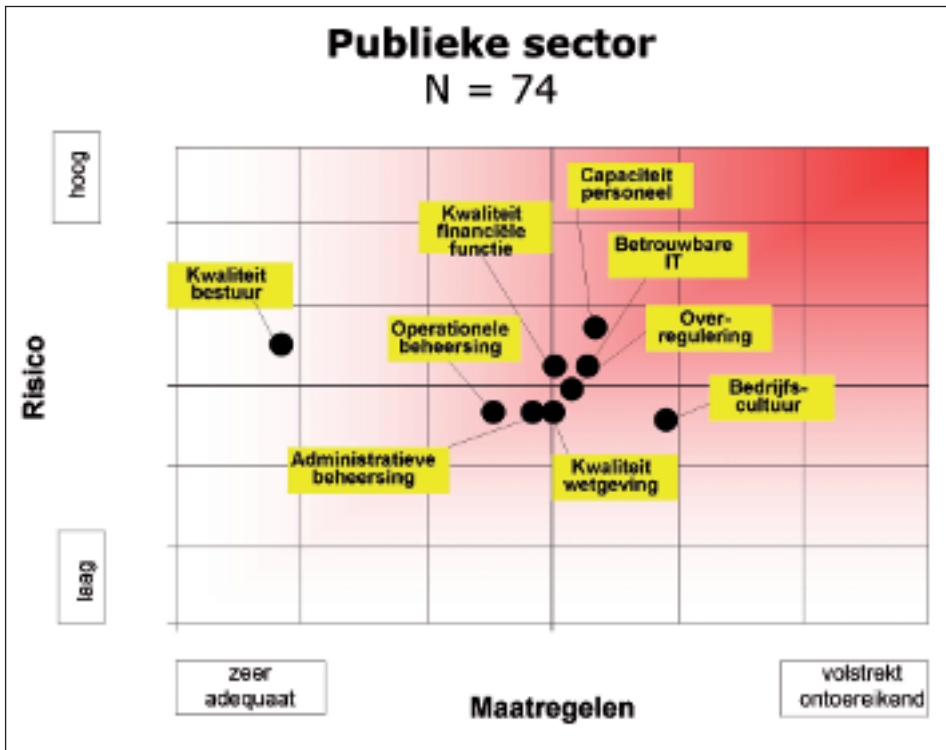 Publieke sector
N = 74
hoog
Capaciteit
personeel
Kwaliteit
financiële
functie
Betrouwbare
IT
Kwaliteit
bestuur
Operationele
beheersing
Over-
regulering
Risico
Bedrijfs-
cultuur
Administratieve
beheersing
Kwaliteit
wetgeving
laag
zeer
adequaat
Maatregelen
volstrekt
ontoereikend